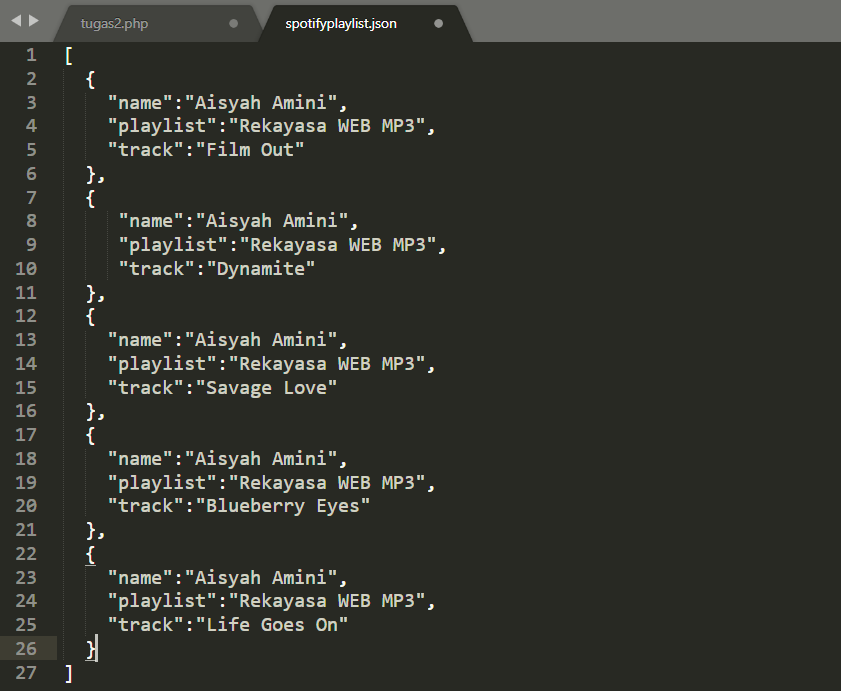 tugas2.php spotifyplaylist.json
1 [
2 {
3 "name":"Aisyah Amini",
4 "playlist":"Rekayasa WEB MP3",
5 "track":"Film Out"
6 },
7 {
8 "name":"Aisyah Amini",
9 "playlist":"Rekayasa WEB MP3",
10 "track":"Dynamite"
11 },
12 {
13 "name":"Aisyah Amini",
14 "playlist":"Rekayasa WEB MP3",
15 "track":"Savage Love"
16 },
17 {
18 "name":"Aisyah Amini",
19 "playlist":"Rekayasa WEB MP3",
20 "track":"Blueberry Eyes"
21 },
22 {
23 "name":"Aisyah Amini",
24 "playlist":"Rekayasa WEB MP3",
25 "track":"Life Goes On"
26 }
27 ]